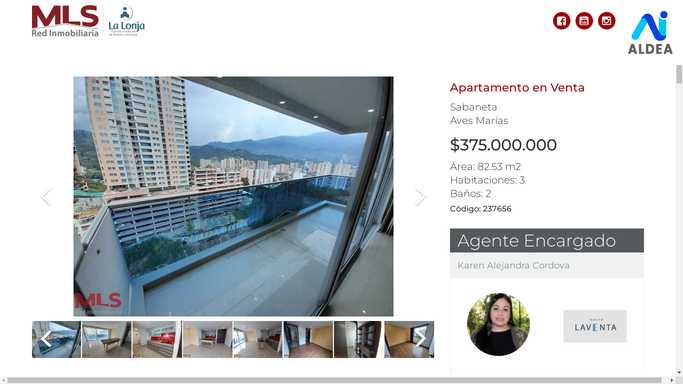 MLS
Red Inmobiliaria
La Lonja
ALDEA
Apartamento en Venta
Sabaneta
Aves Marías
$375.000.000
Área: 82.53 m2
Habitaciones: 3
Baños: 2
Código: 237656
MLS
Agente Encargado
Karen Alejandra Cordova
LAVENTA